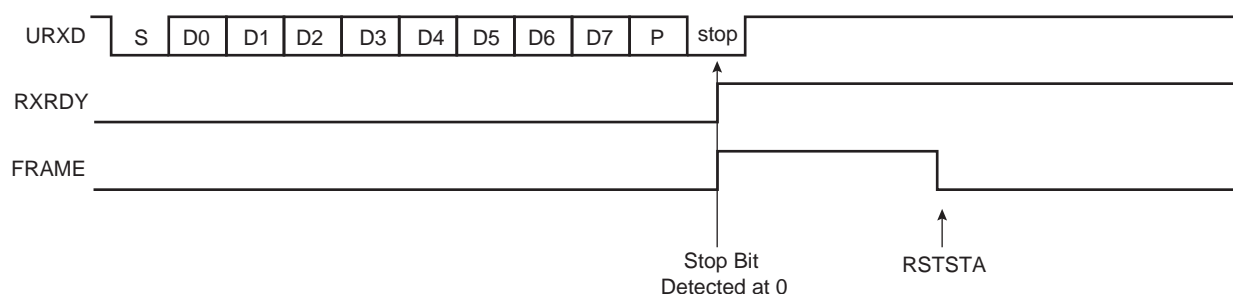 URXD S D0 D1 D2 D3 D4 D5 D6 D7 P stop
RXRDY
FRAME
Stop Bit
Detected at 0
RSTSTA